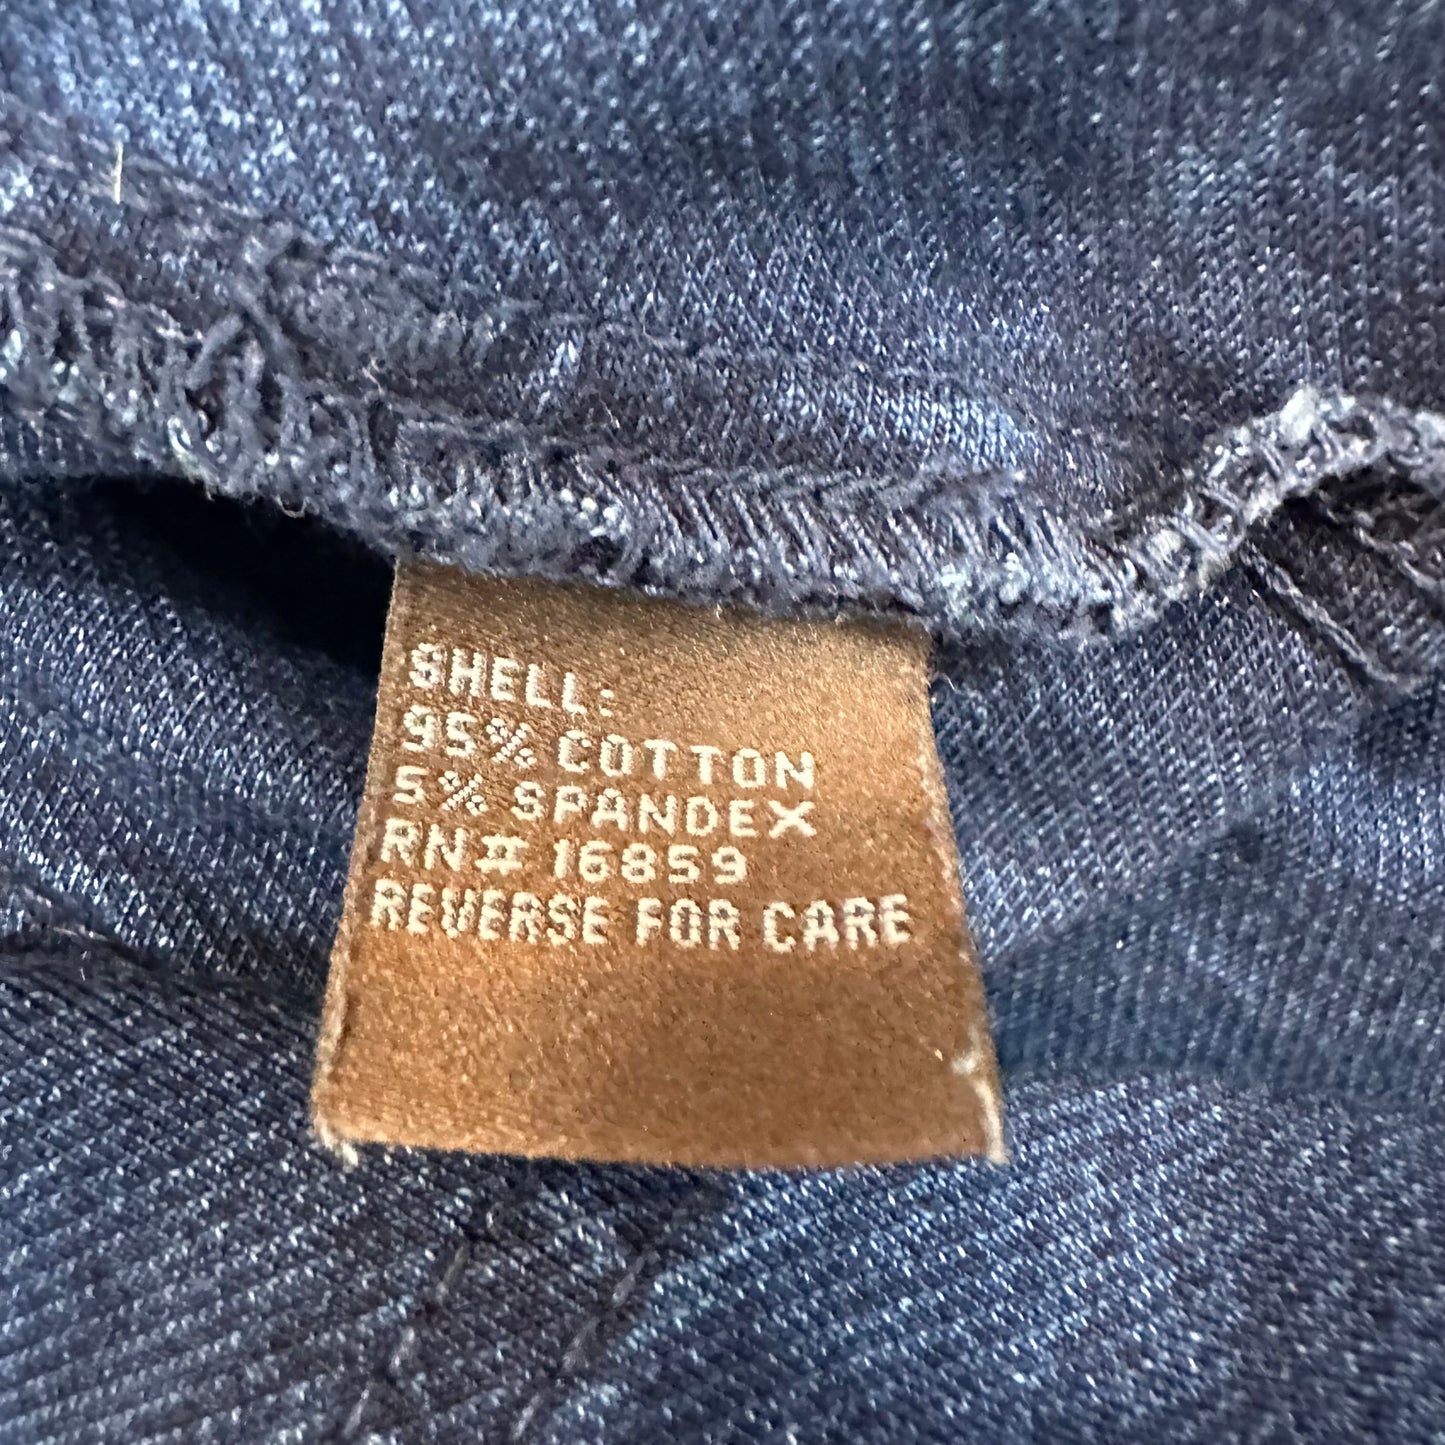 SHELL:
95% COTTON
5% SPANDEX
RN# 16859
REVERSE FOR CARE